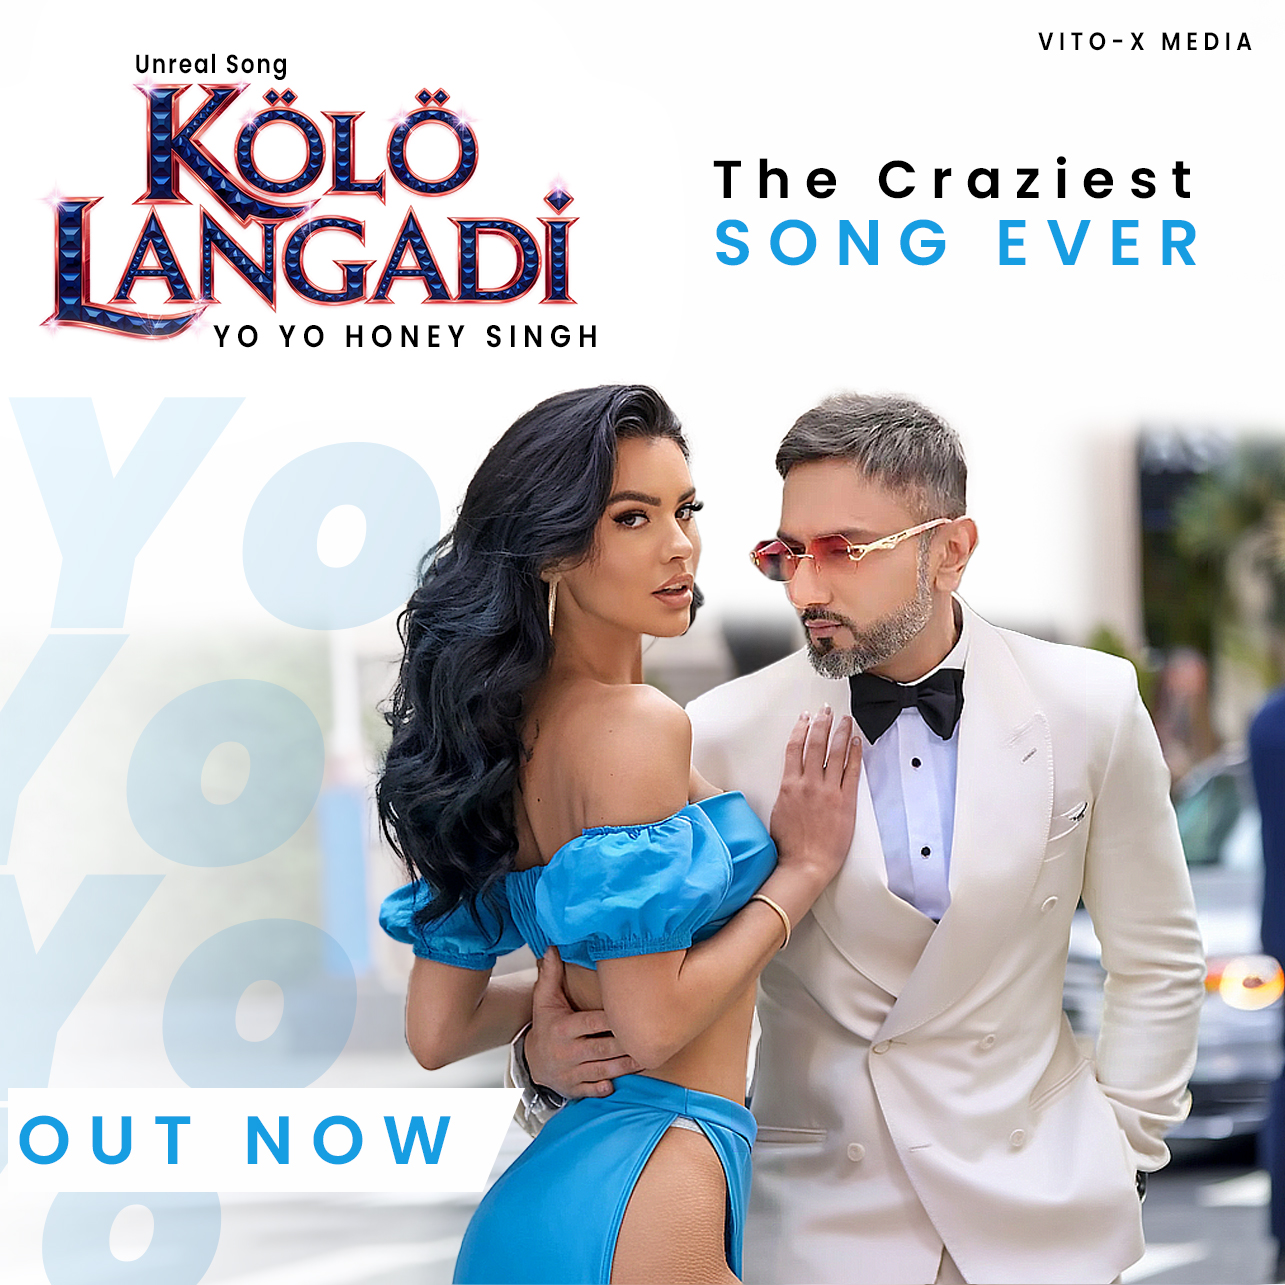 VITO-X MEDIA
Unreal Song
KÖLÖ
LANGADI
YO YO HONEY SINGH
The Craziest
SONG EVER
Yo
Yo
Yo
OUT NOW
Yo